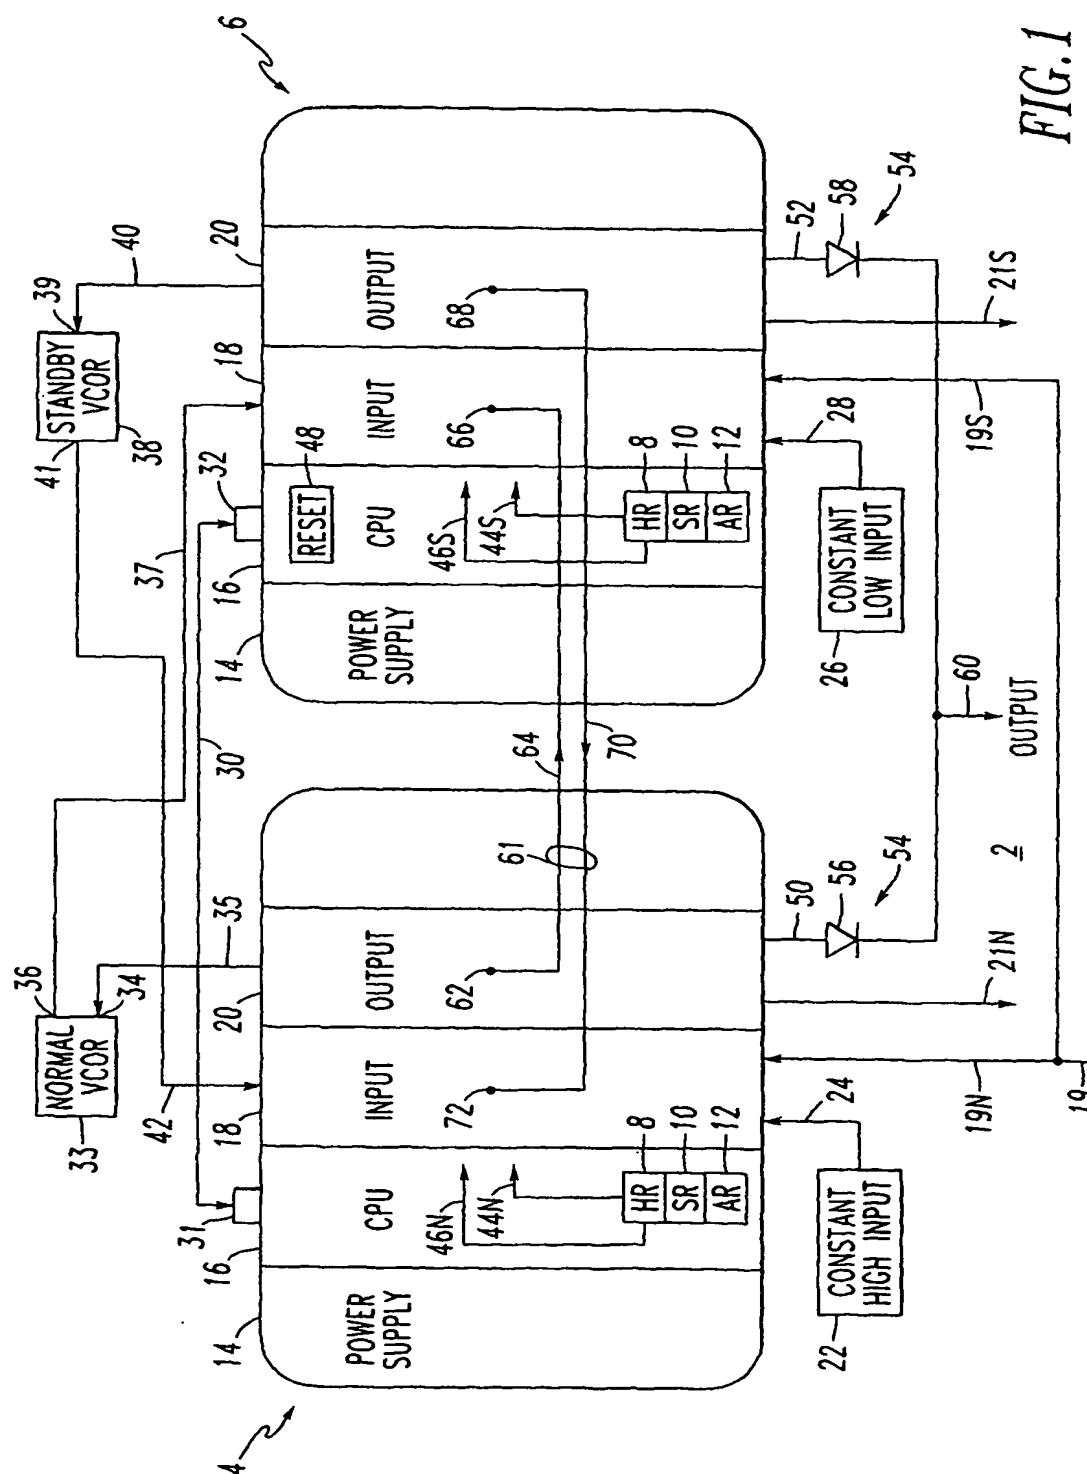 6
36
NORMAL
VCOR
34
33
35
37
30
42
41
STANDBY
VCOR
39
38
40
14
16
31
18
20
14
16
32
18
20
POWER
SUPPLY
CPU
INPUT
OUTPUT
POWER
SUPPLY
RESET
48
CPU
INPUT
OUTPUT
46N
44N
72
62
61
64
70
46S
44S
66
68
HR
8
SR
10
AR
12
HR
8
SR
10
AR
12
4
22
CONSTANT
HIGH INPUT
24
19N
19
21N
50
56
54
2
26
CONSTANT
LOW INPUT
28
19S
21S
52
58
54
60
OUTPUT
FIG. 1